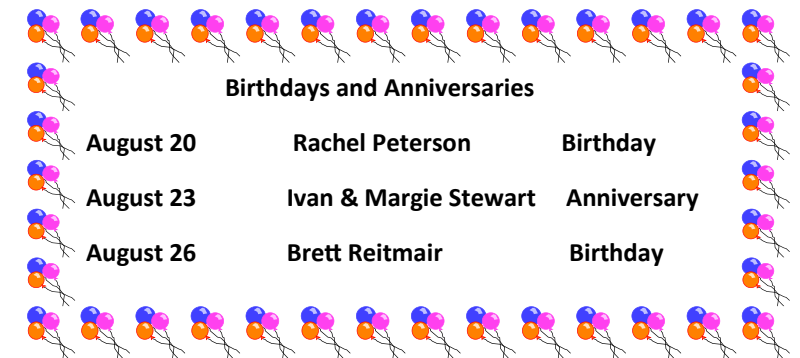 Birthdays and Anniversaries
August 20 Rachel Peterson Birthday
August 23 Ivan & Margie Stewart Anniversary
August 26 Brett Reitmair Birthday